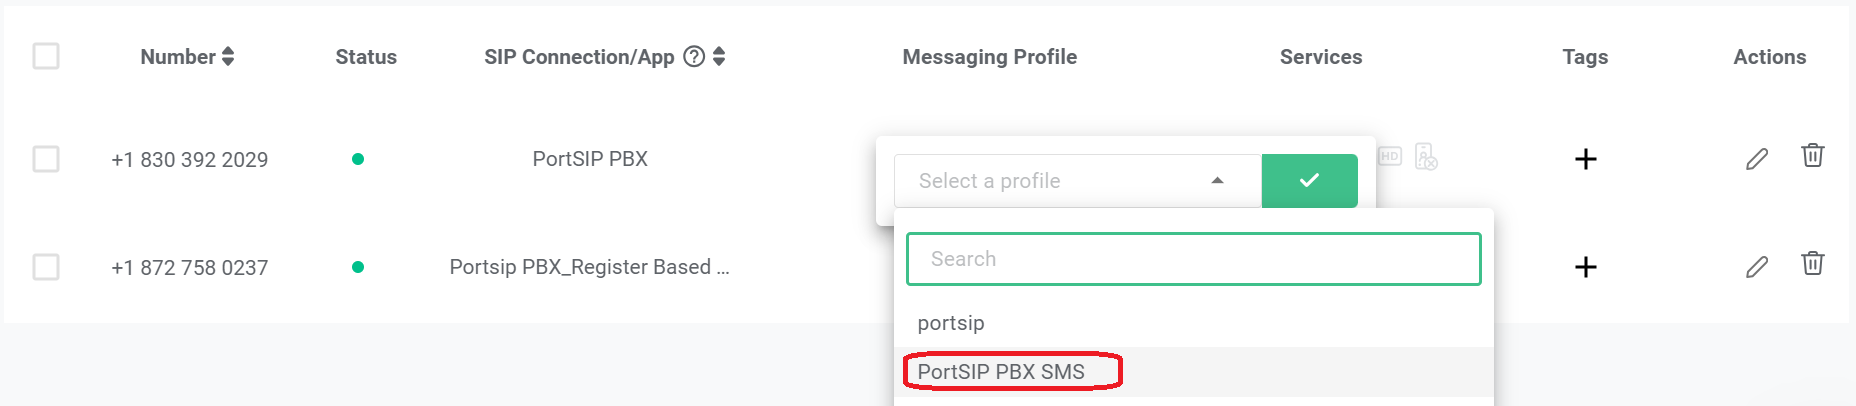 Number Status SIP Connection/App ? Messaging Profile Services Tags Actions
+1 830 392 2029 PortSIP PBX HD
Select a profile
Search
+1 872 758 0237 Portsip PBX_Register Based ...
portsip
PortSIP PBX SMS